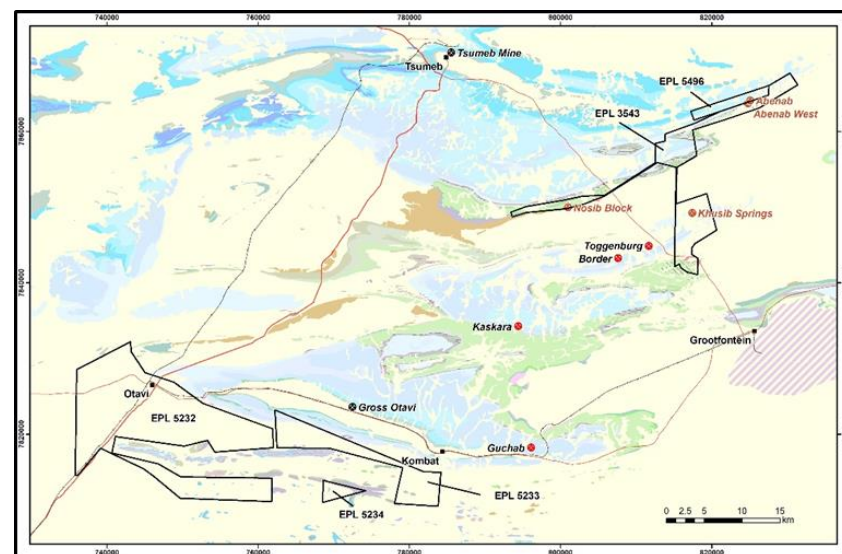 740000 760000 780000 800000 820000
Tsumeb Mine
Tsumeb
EPL 5496
Abenab
EPL 3543
Abenab West
7860000
Nosib Block
Khusib Springs
Toggenburg
Border
7840000
Kaskara
Grootfontein
Otavi
Gross Otavi
EPL 5232
7820000
Guchab
Kombat
EPL 5233
EPL 5234
0 2.5 5 10 15
km
740000 760000 780000 800000 820000